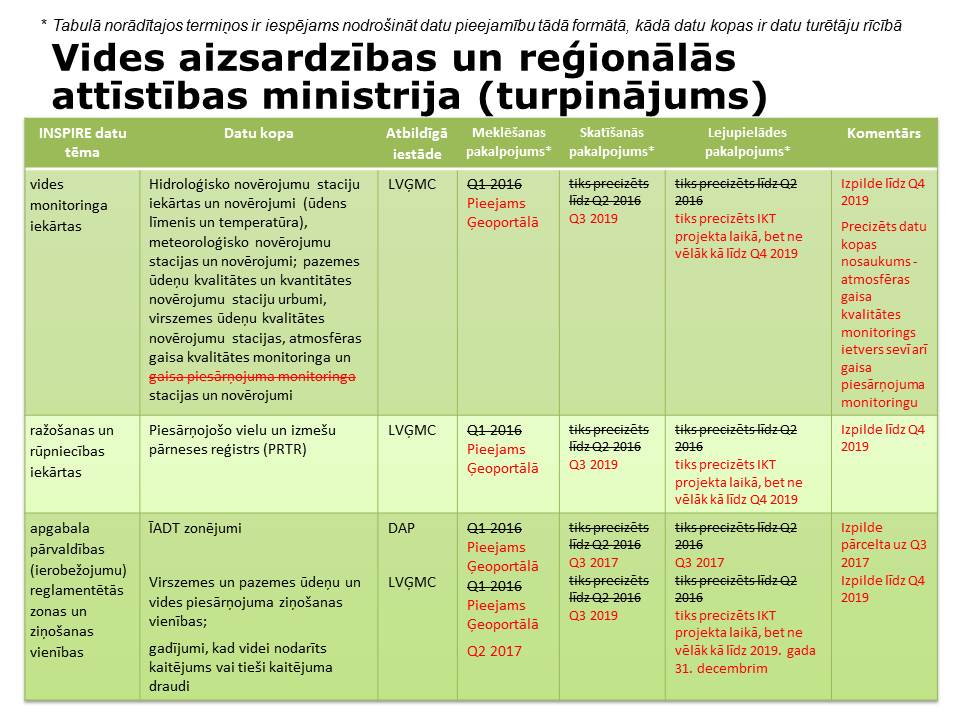 * Tabulā norādītajos termiņos ir iespējams nodrošināt datu pieejamību tādā formātā, kādā datu kopas ir datu turētāju rīcībā
Vides aizsardzības un reģionālās
attīstības ministrija (turpinājums)
INSPIRE datu
tēma
Datu kopa
Atbildīgā
iestāde
Meklēšanas
pakalpojums*
Skatīšanās
pakalpojums*
Lejupielādes
pakalpojums*
Komentārs
vides
monitoringa
iekārtas
Hidroloģisko novērojumu staciju
iekārtas un novērojumi (ūdens
līmenis un temperatūra),
meteoroloģisko novērojumu
stacijas un novērojumi; pazemes
ūdeņu kvalitātes un kvantitātes
novērojumu staciju urbumi,
virszemes ūdeņu kvalitātes
novērojumu stacijas, atmosfēras
gaisa kvalitātes monitoringa un
gaisa piesārņojuma monitoringa
stacijas un novērojumi
LVĢMC
Q1 2016
Pieejams
Ģeoportālā
tiks precizēts
līdz Q2 2016
Q3 2019
tiks precizēts līdz Q2
2016
tiks precizēts IKT
projekta laikā, bet ne
vēlāk kā līdz Q4 2019
Izpilde līdz Q4
2019
Precizēts datu
kopas
nosaukums -
atmosfēras
gaisa
kvalitātes
monitorings
ietvers sevī arī
gaisa
piesārņojuma
monitoringu
ražošanas un
rūpniecības
iekārtas
Piesārņojošo vielu un izmešu
pārneses reģistrs (PRTR)
LVĢMC
Q1 2016
Pieejams
Ģeoportālā
tiks precizēts
līdz Q2 2016
Q3 2019
tiks precizēts līdz Q2
2016
tiks precizēts IKT
projekta laikā, bet ne
vēlāk kā līdz Q4 2019
Izpilde līdz Q4
2019
apgabala
pārvaldības
(ierobežojumu)
reglamentētās
zonas un
ziņošanas
vienības
ĪADT zonējumi
Virszemes un pazemes ūdeņu un
vides piesārņojuma ziņošanas
vienības;
gadījumi, kad videi nodarīts
kaitējums vai tieši kaitējuma
draudi
DAP
LVĢMC
Q1 2016
Pieejams
Ģeoportālā
Q1 2016
Pieejams
Ģeoportālā
Q2 2017
tiks precizēts
līdz Q2 2016
Q3 2017
tiks precizēts
līdz Q2 2016
Q3 2019
tiks precizēts līdz Q2
2016
Q3 2017
tiks precizēts līdz Q2
2016
tiks precizēts IKT
projekta laikā, bet ne
vēlāk kā līdz 2019. gada
31. decembrim
Izpilde
pārcelta uz Q3
2017
Izpilde līdz Q4
2019